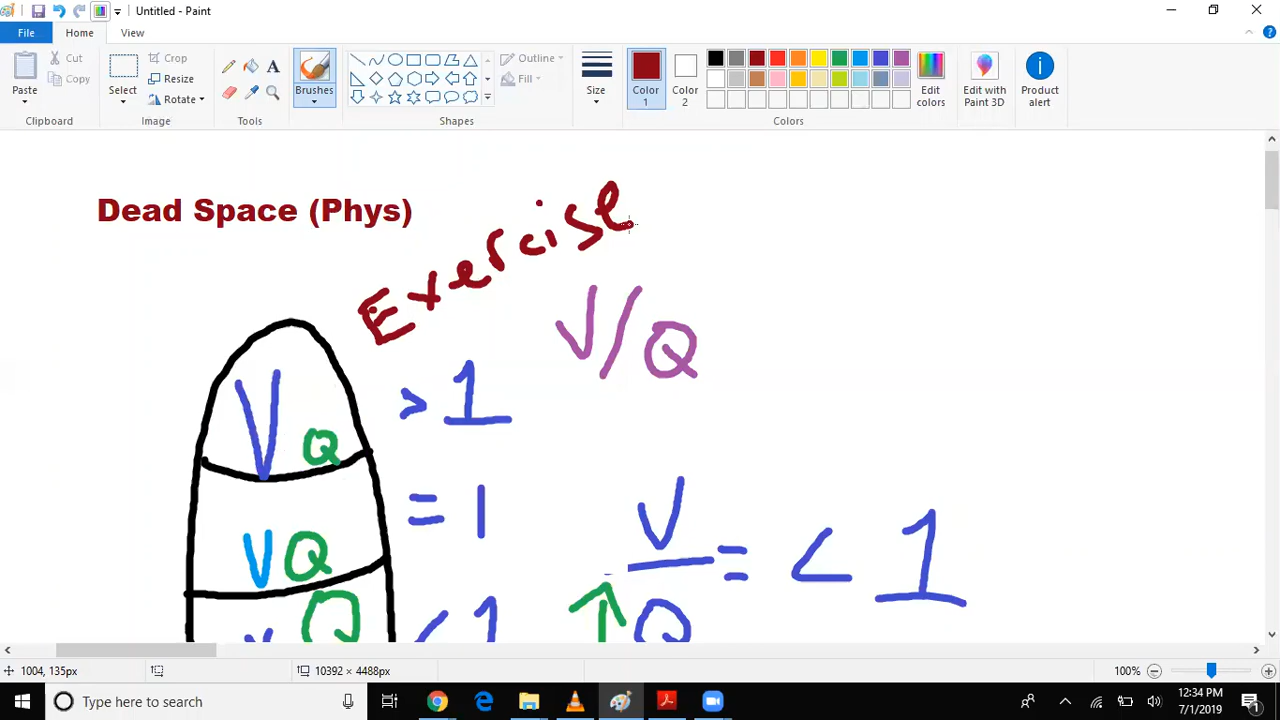 Untitled - Paint
File Home View
Paste Cut Copy
Clipboard
Select Crop Resize Rotate
Image
Tools
Brushes
Outline Fill
Shapes
Size
Color 1
Color 2
Edit colors
Colors
Edit with Paint 3D
Product alert
Dead Space (Phys)
Exercise
V/Q
V Q > 1
V Q = 1
V/Q = < 1
V Q < 1
1004, 135px
10392 × 4488px
100%
Type here to search
12:34 PM
7/1/2019